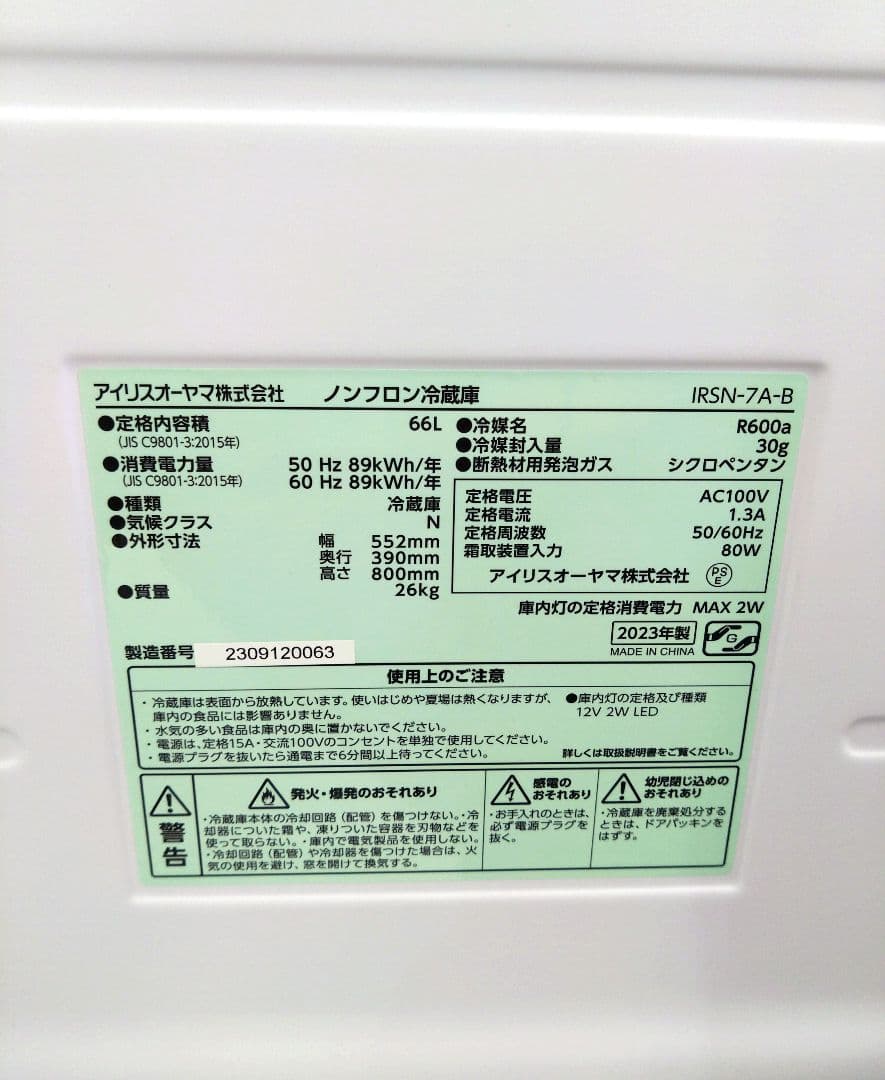 アイリスオーヤマ株式会社 ノンフロン冷蔵庫 IRSN-7A-B
●定格内容積 66L
(JIS C9801-3:2015年)
●消費電力量 50 Hz 89kWh/年
(JIS C9801-3:2015年) 60 Hz 89kWh/年
●種類 冷蔵庫
●気候クラス N
●外形寸法 幅 552mm
奥行 390mm
高さ 800mm
●質量 26kg
●冷媒名 R600a
●冷媒封入量 30g
●断熱材用発泡ガス シクロペンタン
定格電圧 AC100V
定格電流 1.3A
定格周波数 50/60Hz
霜取装置入力 80W
アイリスオーヤマ株式会社 PS E
庫内灯の定格消費電力 MAX 2W
2023年製
MADE IN CHINA
G
製造番号 2309120063
使用上のご注意
・冷蔵庫は表面から放熱しています。使いはじめや夏場は熱くなりますが、
庫内の食品には影響ありません。
・水気の多い食品は庫内の奥に置かないでください。
・電源は、定格15A・交流100Vのコンセントを単独で使用してください。
・電源プラグを抜いたら通電まで6分間以上待ってください。
●庫内灯の定格及び種類
12V 2W LED
詳しくは取扱説明書をご覧ください。
警告
発火・爆発のおそれあり
・冷蔵庫本体の冷却回路（配管）を傷つけない。・冷
却器についた霜や、凍りついた容器を刃物などを
使って取らない。・庫内で電気製品を使用しない。
・冷却回路（配管）や冷却器を傷つけた場合は、火
気の使用を避け、窓を開けて換気する。
感電の
おそれあり
・お手入れのときは、
必ず電源プラグを
抜く。
幼児閉じ込めの
おそれあり
・冷蔵庫を廃棄処分する
ときは、ドアパッキンを
はずす。